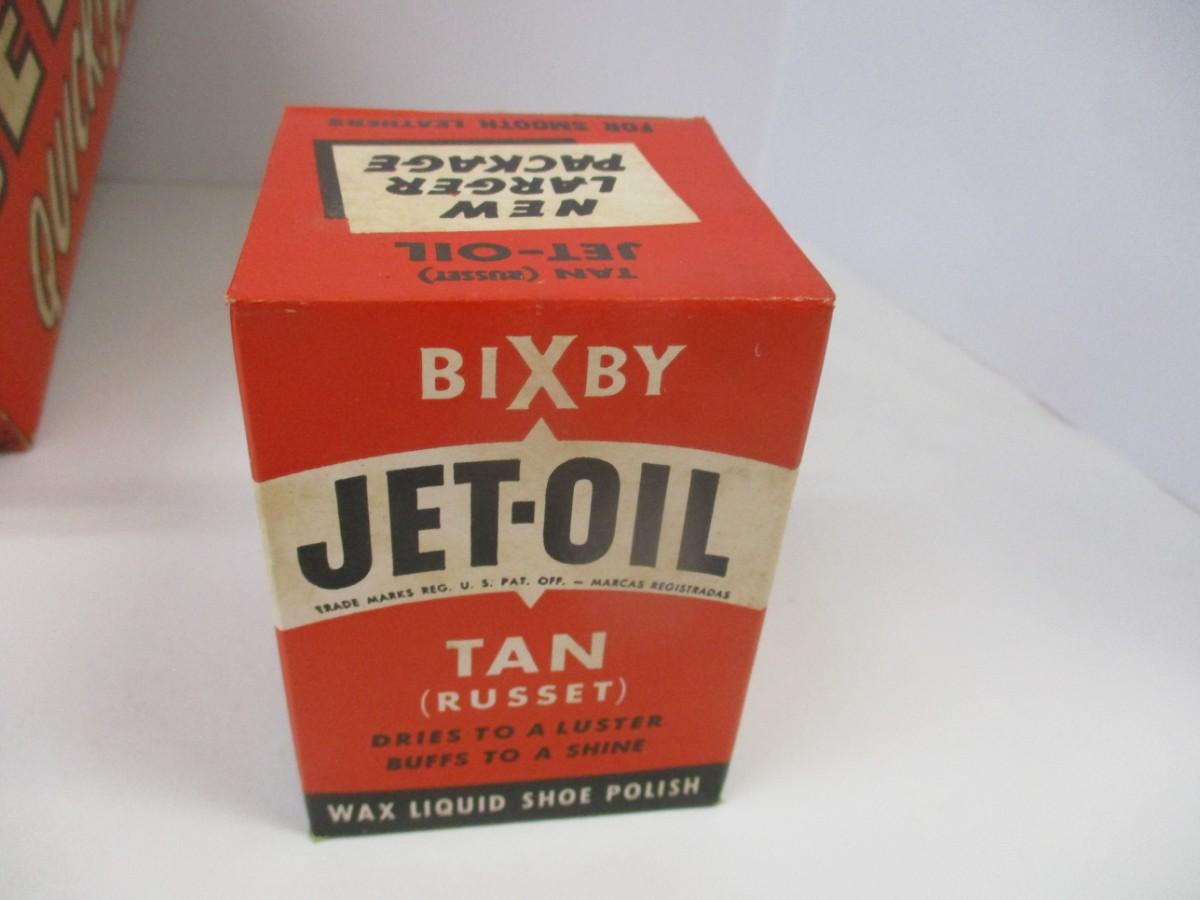 QUICK
FOR SMOOTH LEATHERS
NEW
LARGER
PACKAGE
JET-OIL
TAN (RUSSET)
BIXBY
JET-OIL
TRADE MARKS REG. U. S. PAT. OFF. — MARCAS REGISTRADAS
TAN
(RUSSET)
DRIES TO A LUSTER
BUFFS TO A SHINE
WAX LIQUID SHOE POLISH